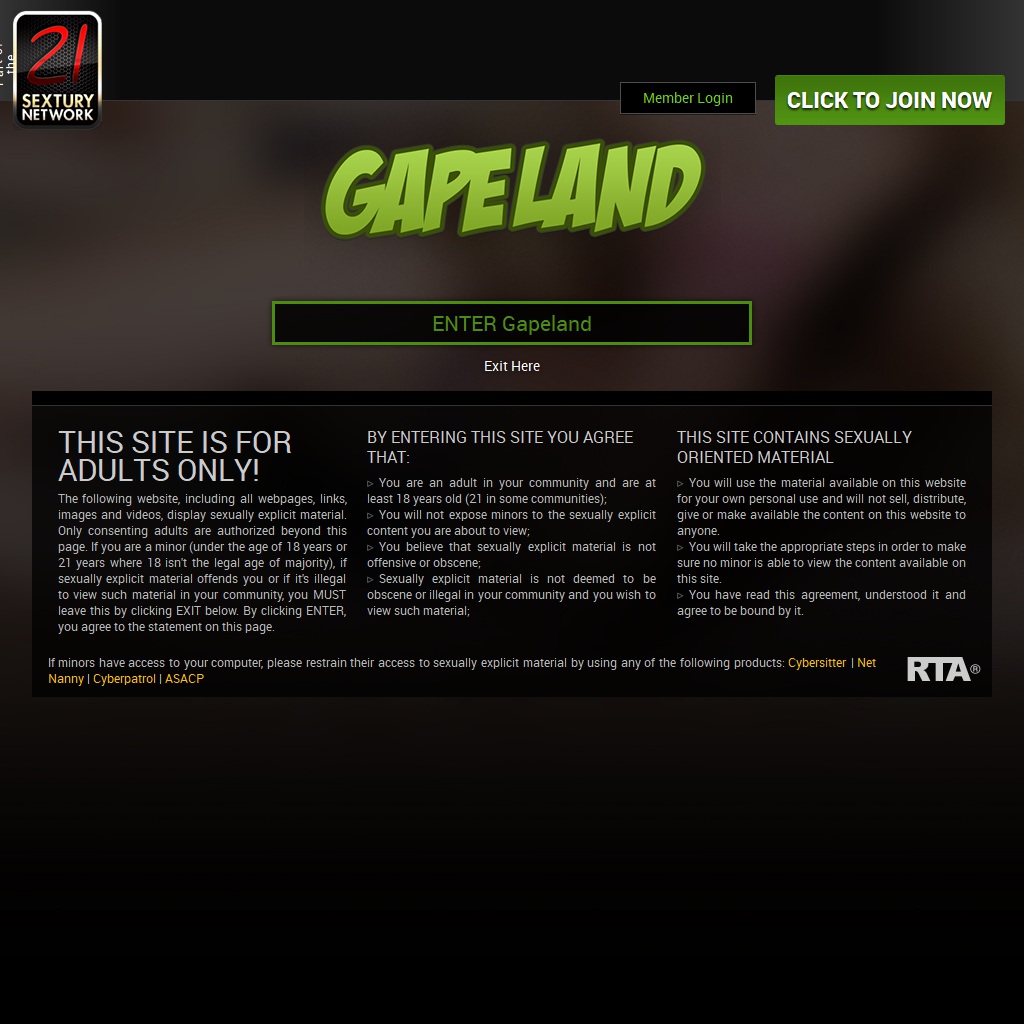 Part of
the
21
SEXTURY
NETWORK
Member Login
CLICK TO JOIN NOW
GAPELAND
ENTER Gapeland
Exit Here
THIS SITE IS FOR
ADULTS ONLY!
The following website, including all webpages, links,
images and videos, display sexually explicit material.
Only consenting adults are authorized beyond this
page. If you are a minor (under the age of 18 years or
21 years where 18 isn't the legal age of majority), if
sexually explicit material offends you or if it's illegal
to view such material in your community, you MUST
leave this by clicking EXIT below. By clicking ENTER,
you agree to the statement on this page.
BY ENTERING THIS SITE YOU AGREE
THAT:
▹ You are an adult in your community and are at
least 18 years old (21 in some communities);
▹ You will not expose minors to the sexually explicit
content you are about to view;
▹ You believe that sexually explicit material is not
offensive or obscene;
▹ Sexually explicit material is not deemed to be
obscene or illegal in your community and you wish to
view such material;
THIS SITE CONTAINS SEXUALLY
ORIENTED MATERIAL
▹ You will use the material available on this website
for your own personal use and will not sell, distribute,
give or make available the content on this website to
anyone.
▹ You will take the appropriate steps in order to make
sure no minor is able to view the content available on
this site.
▹ You have read this agreement, understood it and
agree to be bound by it.
If minors have access to your computer, please restrain their access to sexually explicit material by using any of the following products: Cybersitter | Net
Nanny | Cyberpatrol | ASACP
RTA®